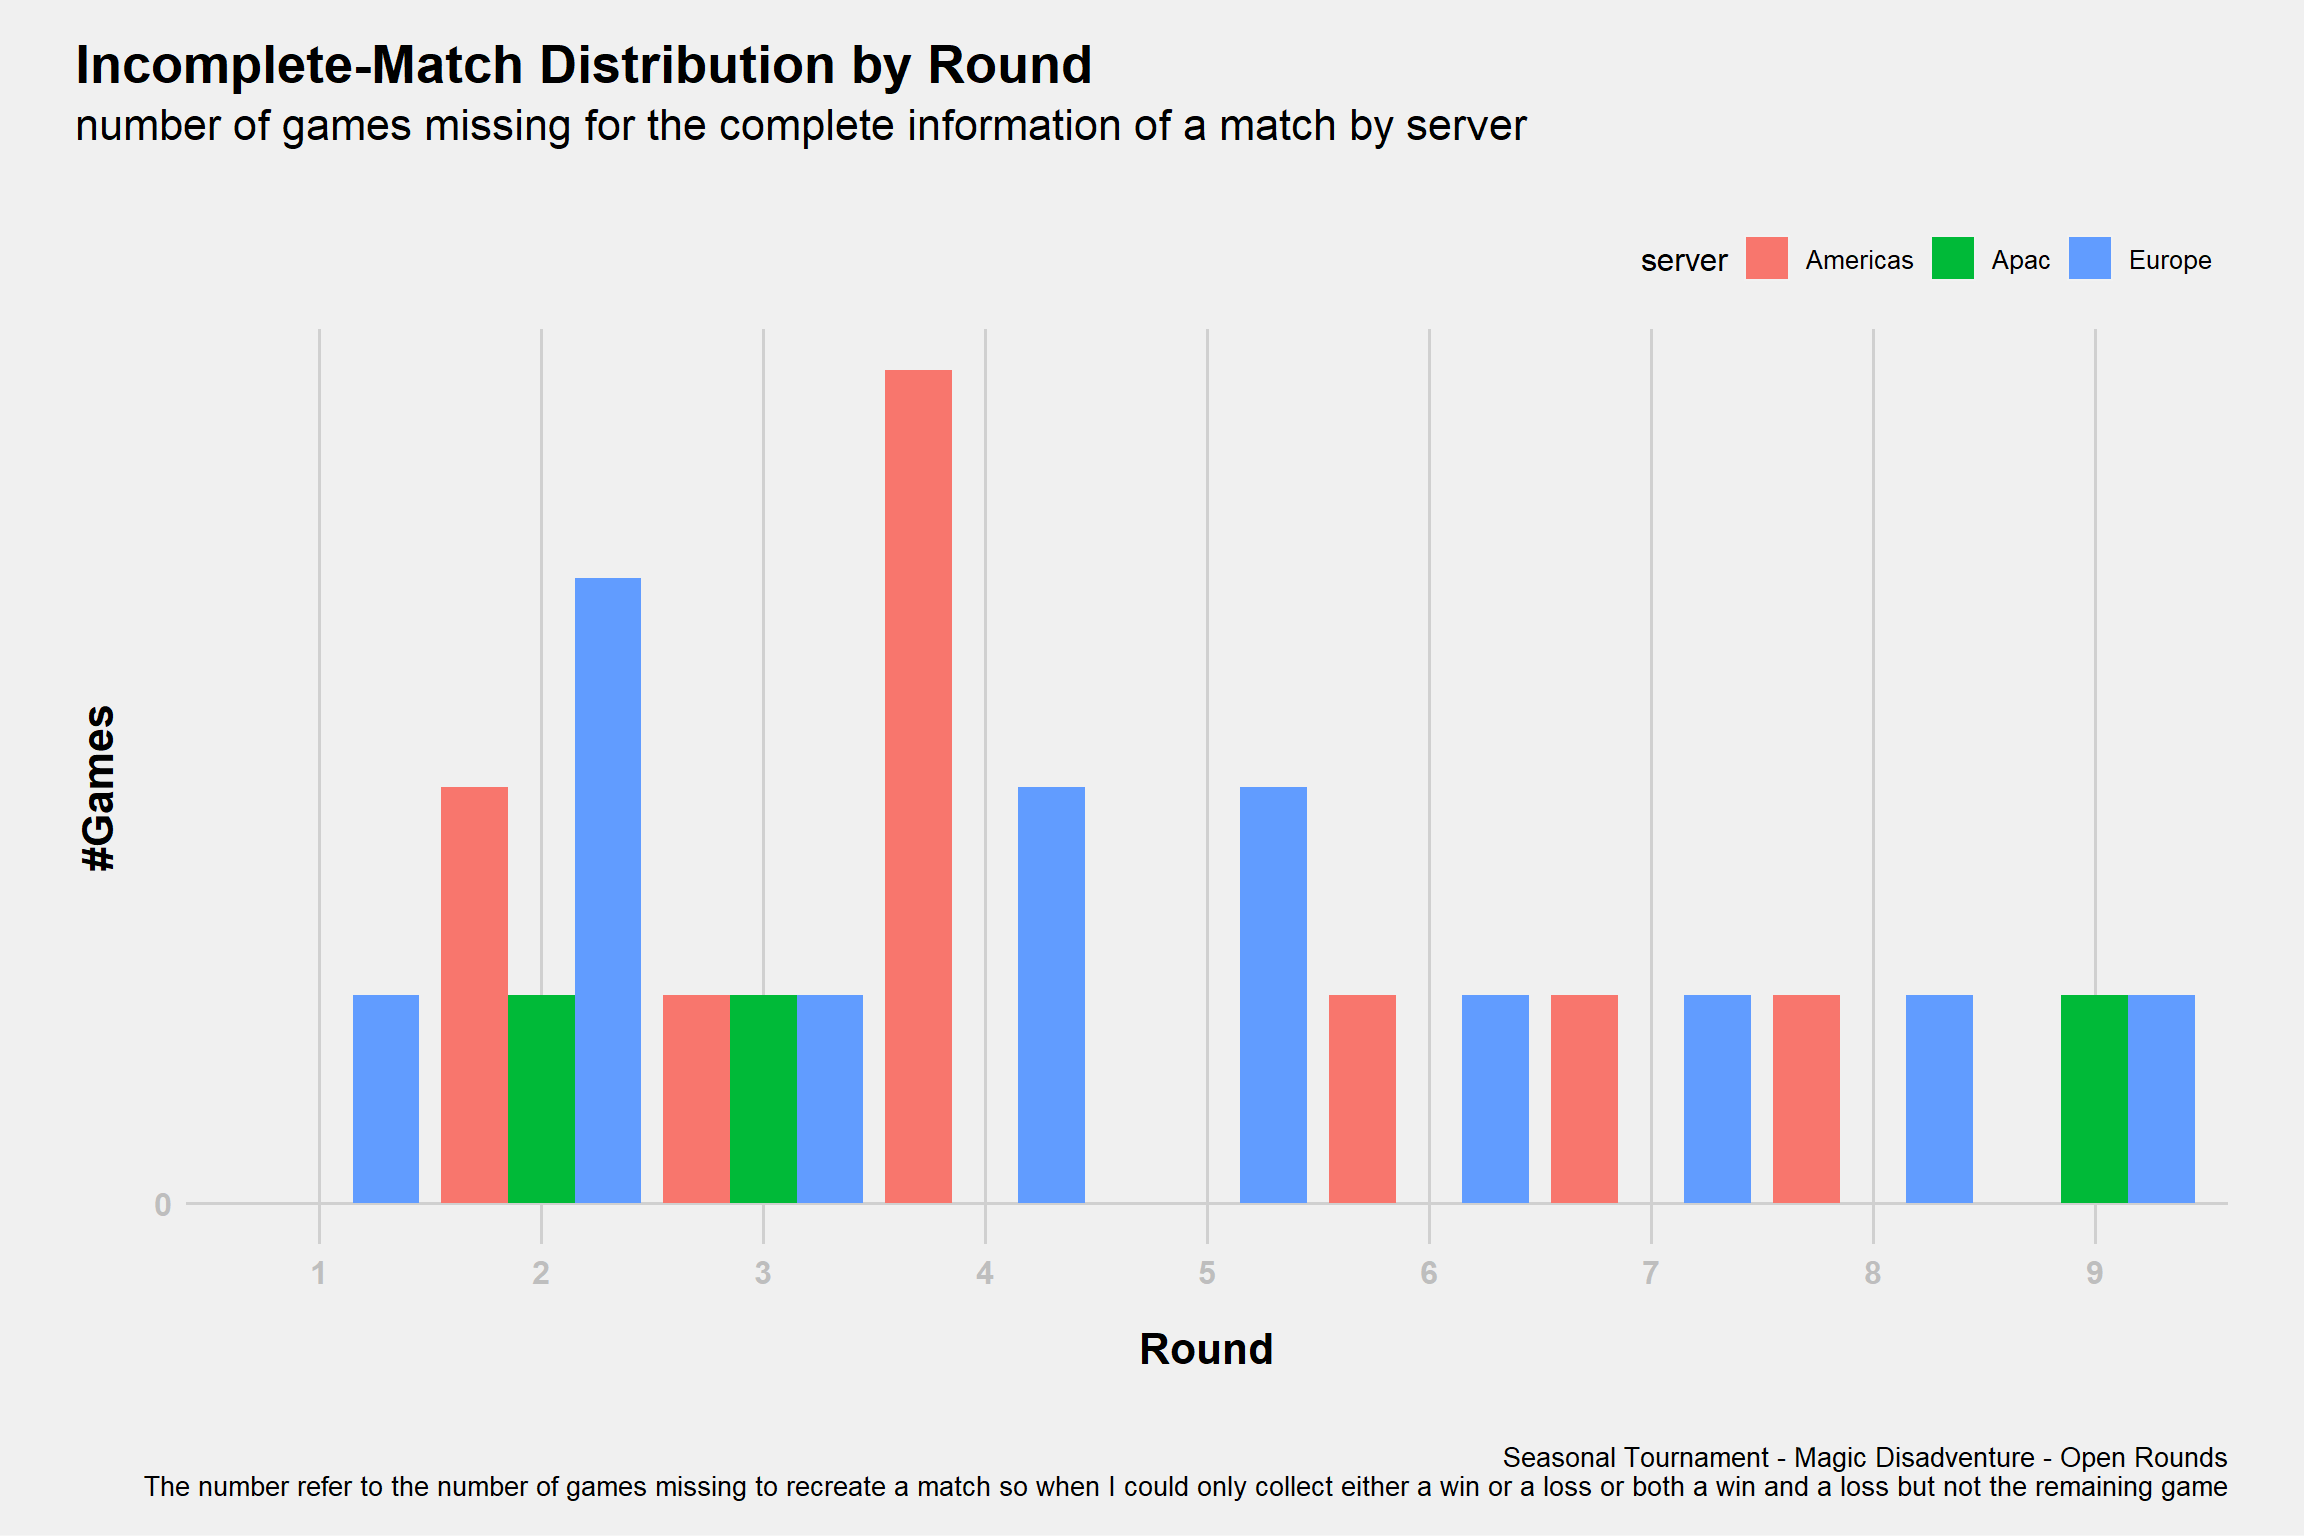 Incomplete-Match Distribution by Round
number of games missing for the complete information of a match by server
server Americas Apac Europe
#Games
0
1 2 3 4 5 6 7 8 9
Round
Seasonal Tournament - Magic Disadventure - Open Rounds
The number refer to the number of games missing to recreate a match so when I could only collect either a win or a loss or both a win and a loss but not the remaining game